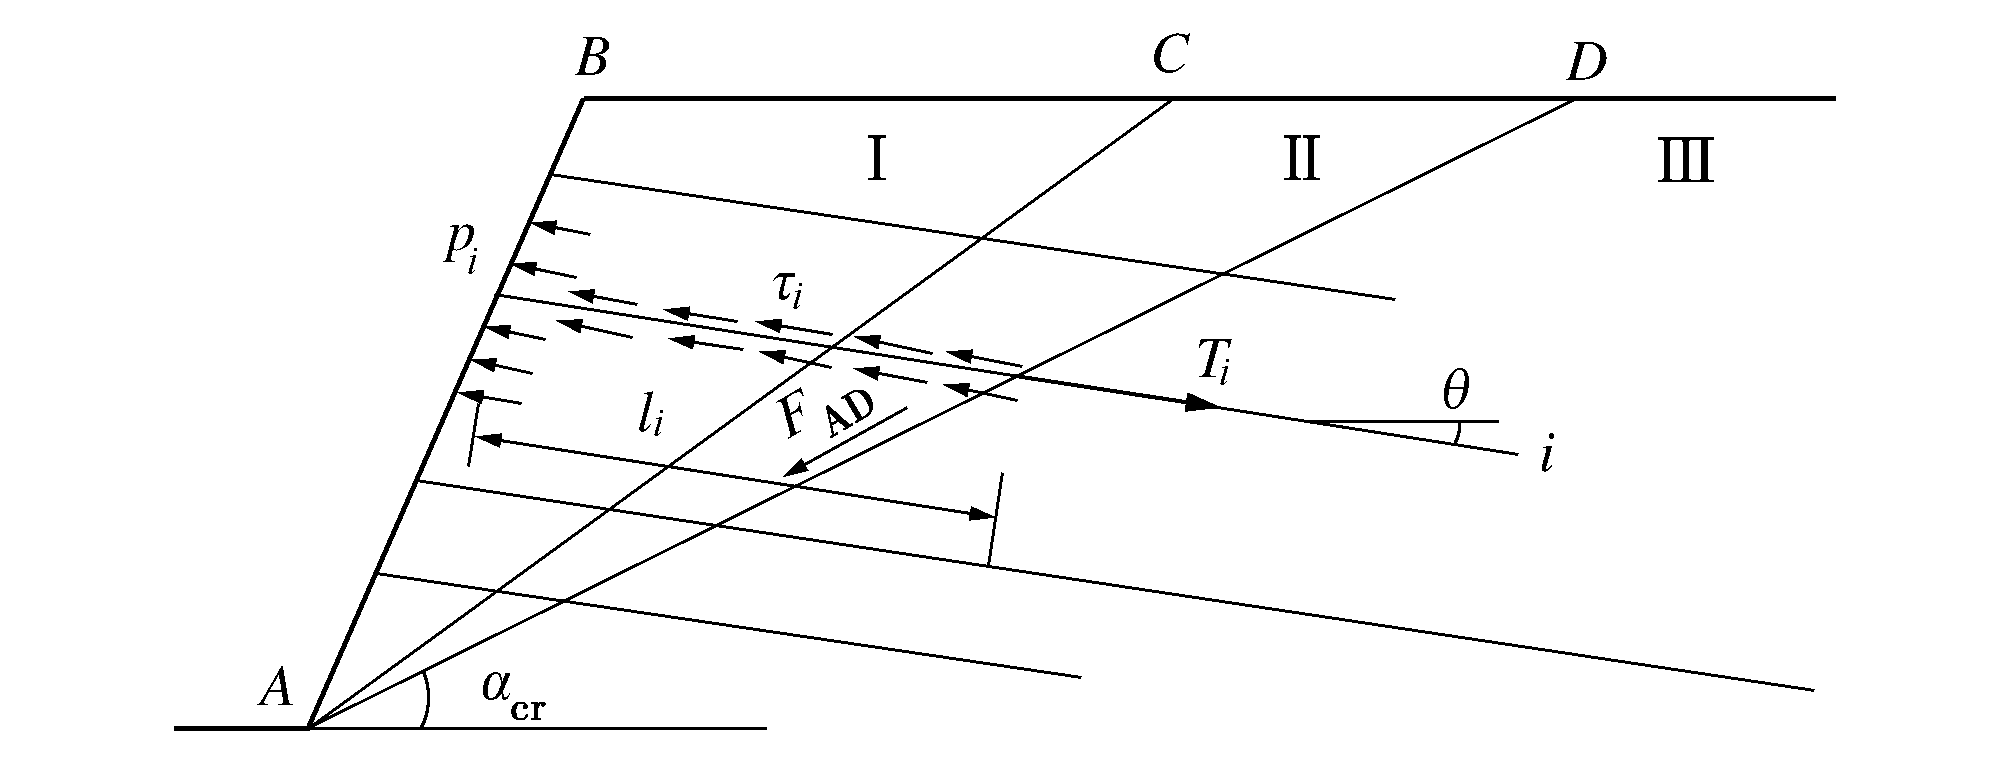 B C D
Ⅰ Ⅱ Ⅲ
p_i
τ_i
T_i
θ
l_i
F_AD
i
A
α_cr